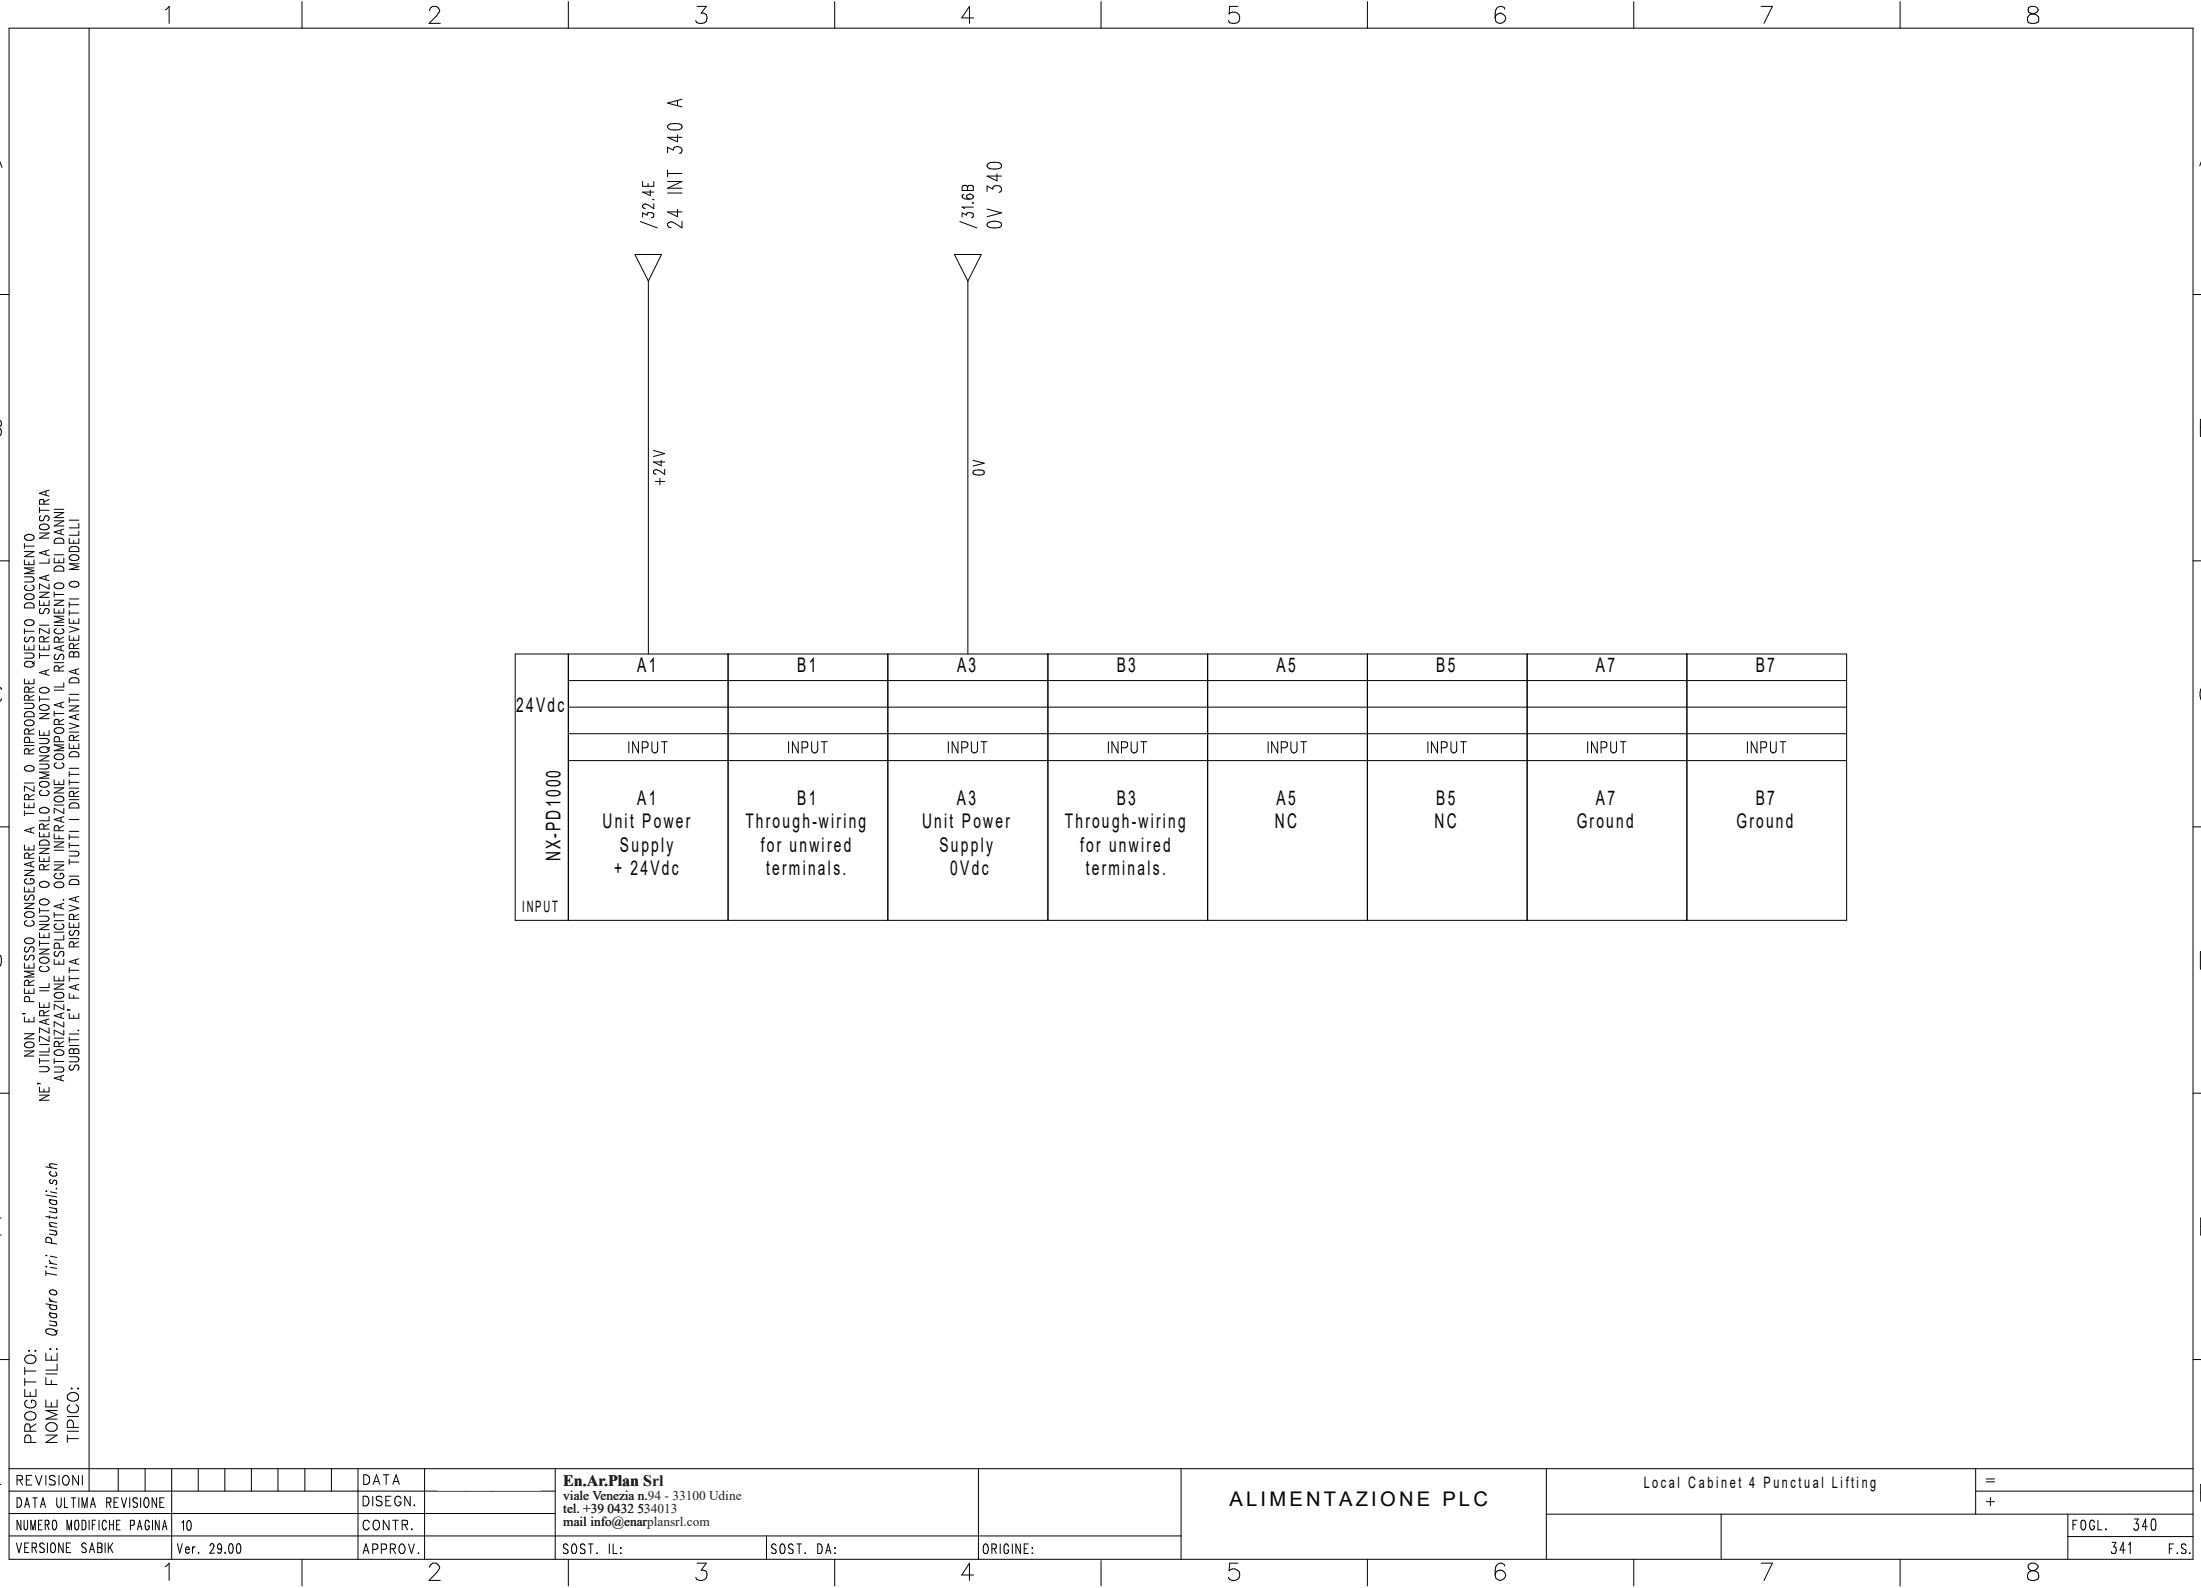 1 2 3 4 5 6 7 8
/32.4E
24 INT 340 A
/31.6B
0V 340
+24V
0V
A1 B1 A3 B3 A5 B5 A7 B7
24Vdc
INPUT INPUT INPUT INPUT INPUT INPUT INPUT INPUT
NX-PD1000
INPUT
A1
Unit Power
Supply
+ 24Vdc
B1
Through-wiring
for unwired
terminals.
A3
Unit Power
Supply
0Vdc
B3
Through-wiring
for unwired
terminals.
A5
NC
B5
NC
A7
Ground
B7
Ground
NON E' PERMESSO CONSEGNARE A TERZI O RIPRODURRE QUESTO DOCUMENTO
NE' UTILIZZARE IL CONTENUTO O RENDERLO COMUNQUE NOTO A TERZI SENZA LA NOSTRA
AUTORIZZAZIONE ESPLICITA. OGNI INFRAZIONE COMPORTA IL RISARCIMENTO DEI DANNI
SUBITI. E' FATTA RISERVA DI TUTTI I DIRITTI DERIVANTI DA BREVETTI O MODELLI
PROGETTO:
NOME FILE: Quadro Tiri Puntuali.sch
TIPICO:
REVISIONI
DATA ULTIMA REVISIONE
NUMERO MODIFICHE PAGINA 10
VERSIONE SABIK Ver. 29.00
DATA
DISEGN.
CONTR.
APPROV.
En.Ar.Plan Srl
viale Venezia n.94 - 33100 Udine
tel. +39 0432 534013
mail info@enarplansrl.com
SOST. IL: SOST. DA: ORIGINE:
ALIMENTAZIONE PLC
Local Cabinet 4 Punctual Lifting
=
+
FOGL. 340
341 F.S.
1 2 3 4 5 6 7 8